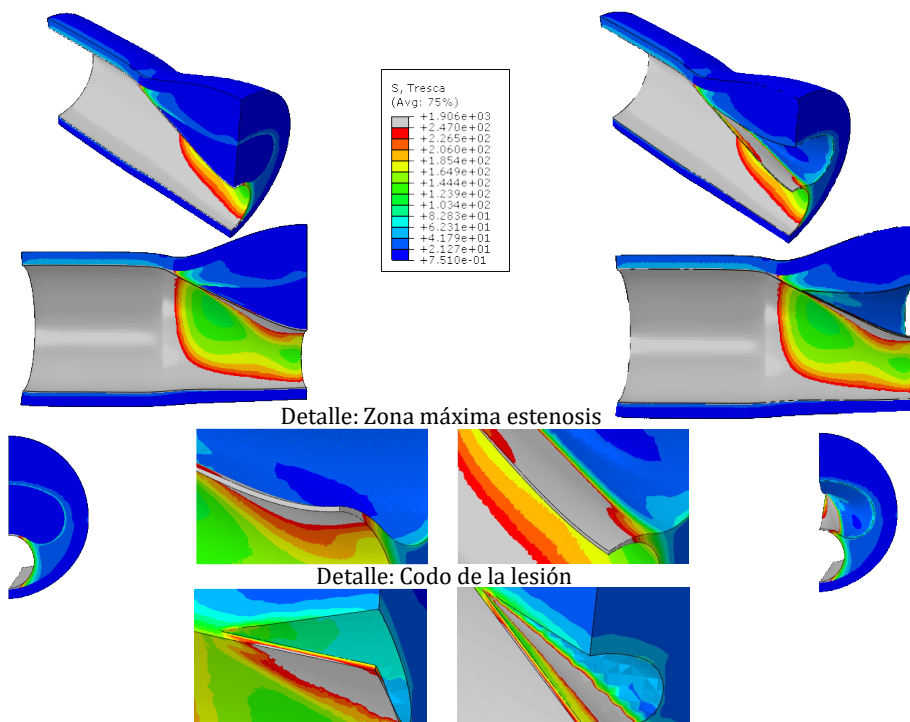 S, Tresca
(Avg: 75%)
+1.906e+03
+2.470e+02
+2.265e+02
+2.060e+02
+1.854e+02
+1.649e+02
+1.444e+02
+1.239e+02
+1.034e+02
+8.283e+01
+6.231e+01
+4.179e+01
+2.127e+01
+7.510e-01
Detalle: Zona máxima estenosis
Detalle: Codo de la lesión